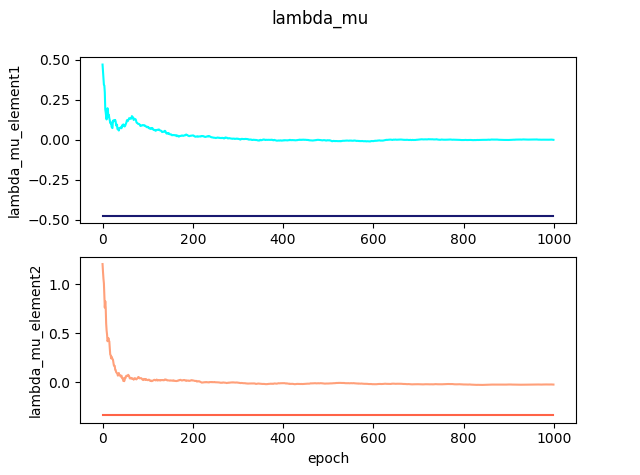 lambda_mu
0.50
0.25
0.00
−0.25
−0.50
lambda_mu_element1
0 200 400 600 800 1000
1.0
0.5
0.0
lambda_mu_element2
0 200 400 600 800 1000
epoch